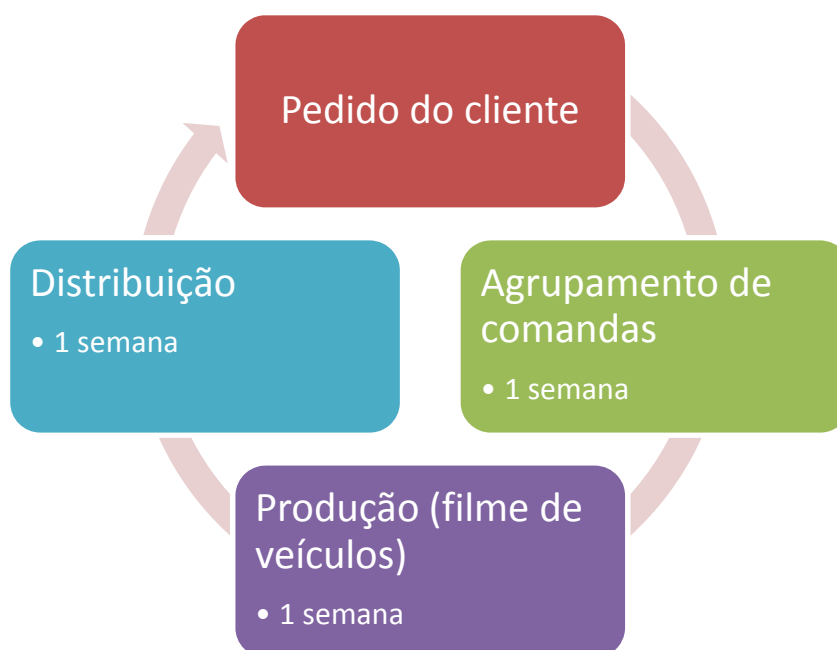 Pedido do cliente
Agrupamento de
comandas
• 1 semana
Produção (filme de
veículos)
• 1 semana
Distribuição
• 1 semana